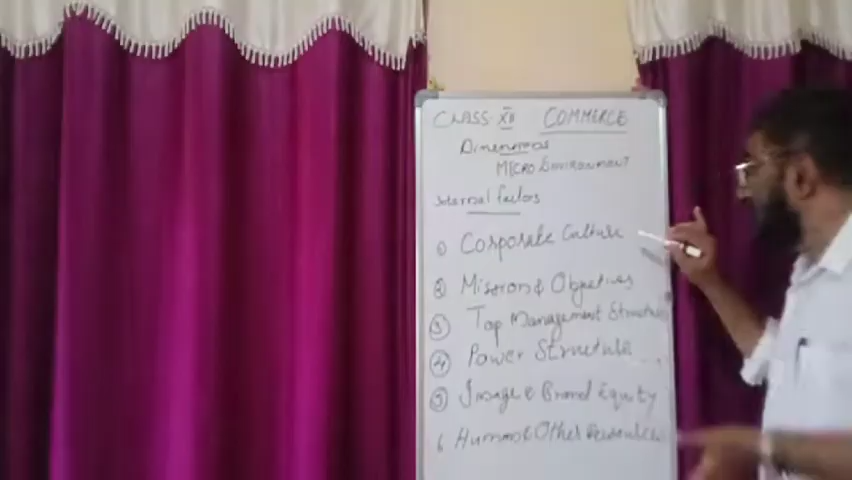 CLASS XII COMMERCE
Dimensions
MICRO ENVIRONMENT
Internal factors
① Corporate Culture
② Mission & Objectives
③ Top Management Structure
④ Power Structure
⑤ Image & Brand Equity
6 Human & Other Resources